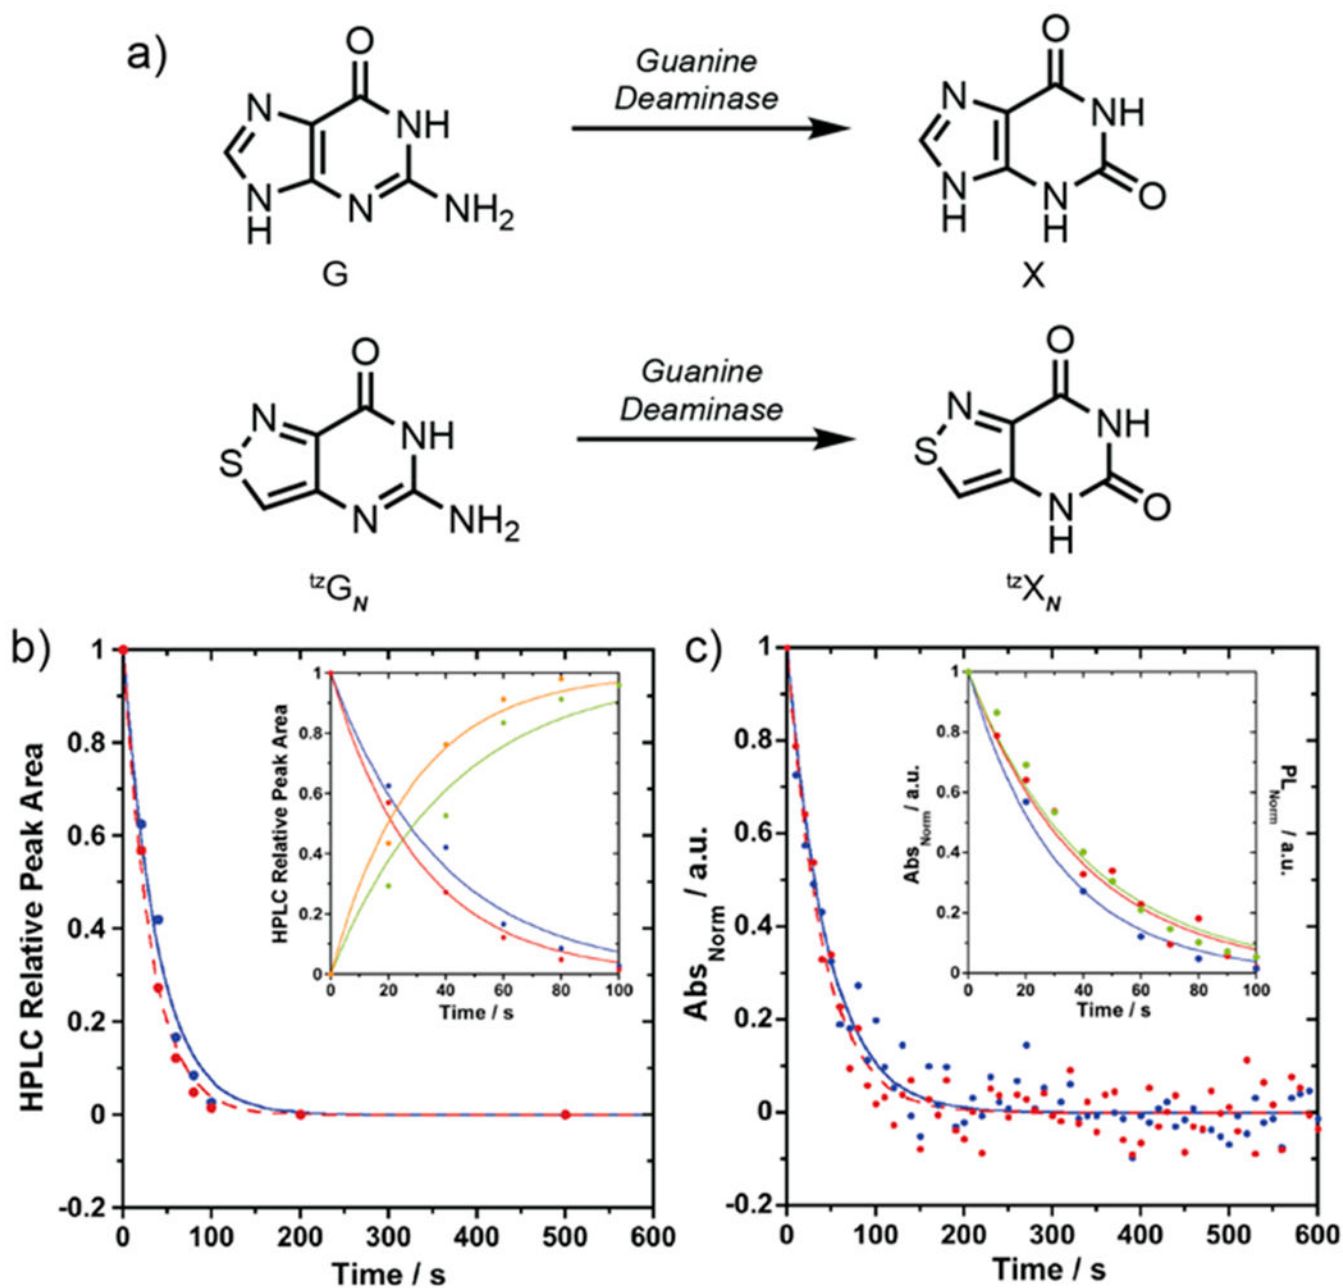 a)
O
N
NH
N
H
N
NH2
G
Guanine
Deaminase
O
N
NH
N
H
N
H
O
X
O
N
NH
S
N
NH2
tzGN
Guanine
Deaminase
O
N
NH
S
N
H
O
tzXN
b)
HPLC Relative Peak Area
1
0.8
0.6
0.4
0.2
0
-0.2
0 100 200 300 400 500 600
Time / s
HPLC Relative Peak Area
1
0.8
0.6
0.4
0.2
0
0 20 40 60 80 100
Time / s
c)
AbsNorm / a.u.
1
0.8
0.6
0.4
0.2
0
-0.2
0 100 200 300 400 500 600
Time / s
AbsNorm / a.u.
1
0.8
0.6
0.4
0.2
0
0 20 40 60 80 100
Time / s
PLNorm / a.u.